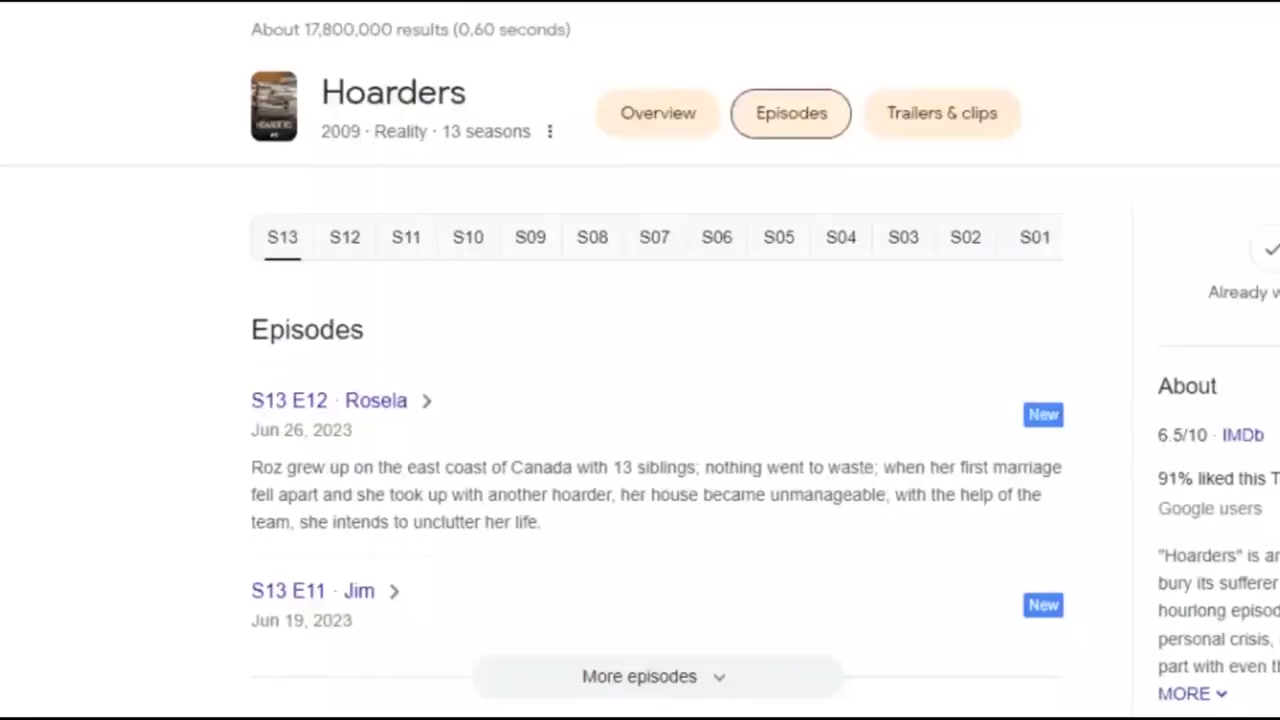 About 17,800,000 results (0.60 seconds)
Hoarders
2009 · Reality · 13 seasons
Overview
Episodes
Trailers & clips
HOARDERS
S13 S12 S11 S10 S09 S08 S07 S06 S05 S04 S03 S02 S01
Episodes
S13 E12 · Rosela
Jun 26, 2023
New
Roz grew up on the east coast of Canada with 13 siblings; nothing went to waste; when her first marriage
fell apart and she took up with another hoarder, her house became unmanageable, with the help of the
team, she intends to unclutter her life.
S13 E11 · Jim
Jun 19, 2023
New
More episodes
Already w
About
6.5/10 · IMDb
91% liked this T
Google users
"Hoarders" is an
bury its sufferer
hourlong episod
personal crisis,
part with even th
MORE